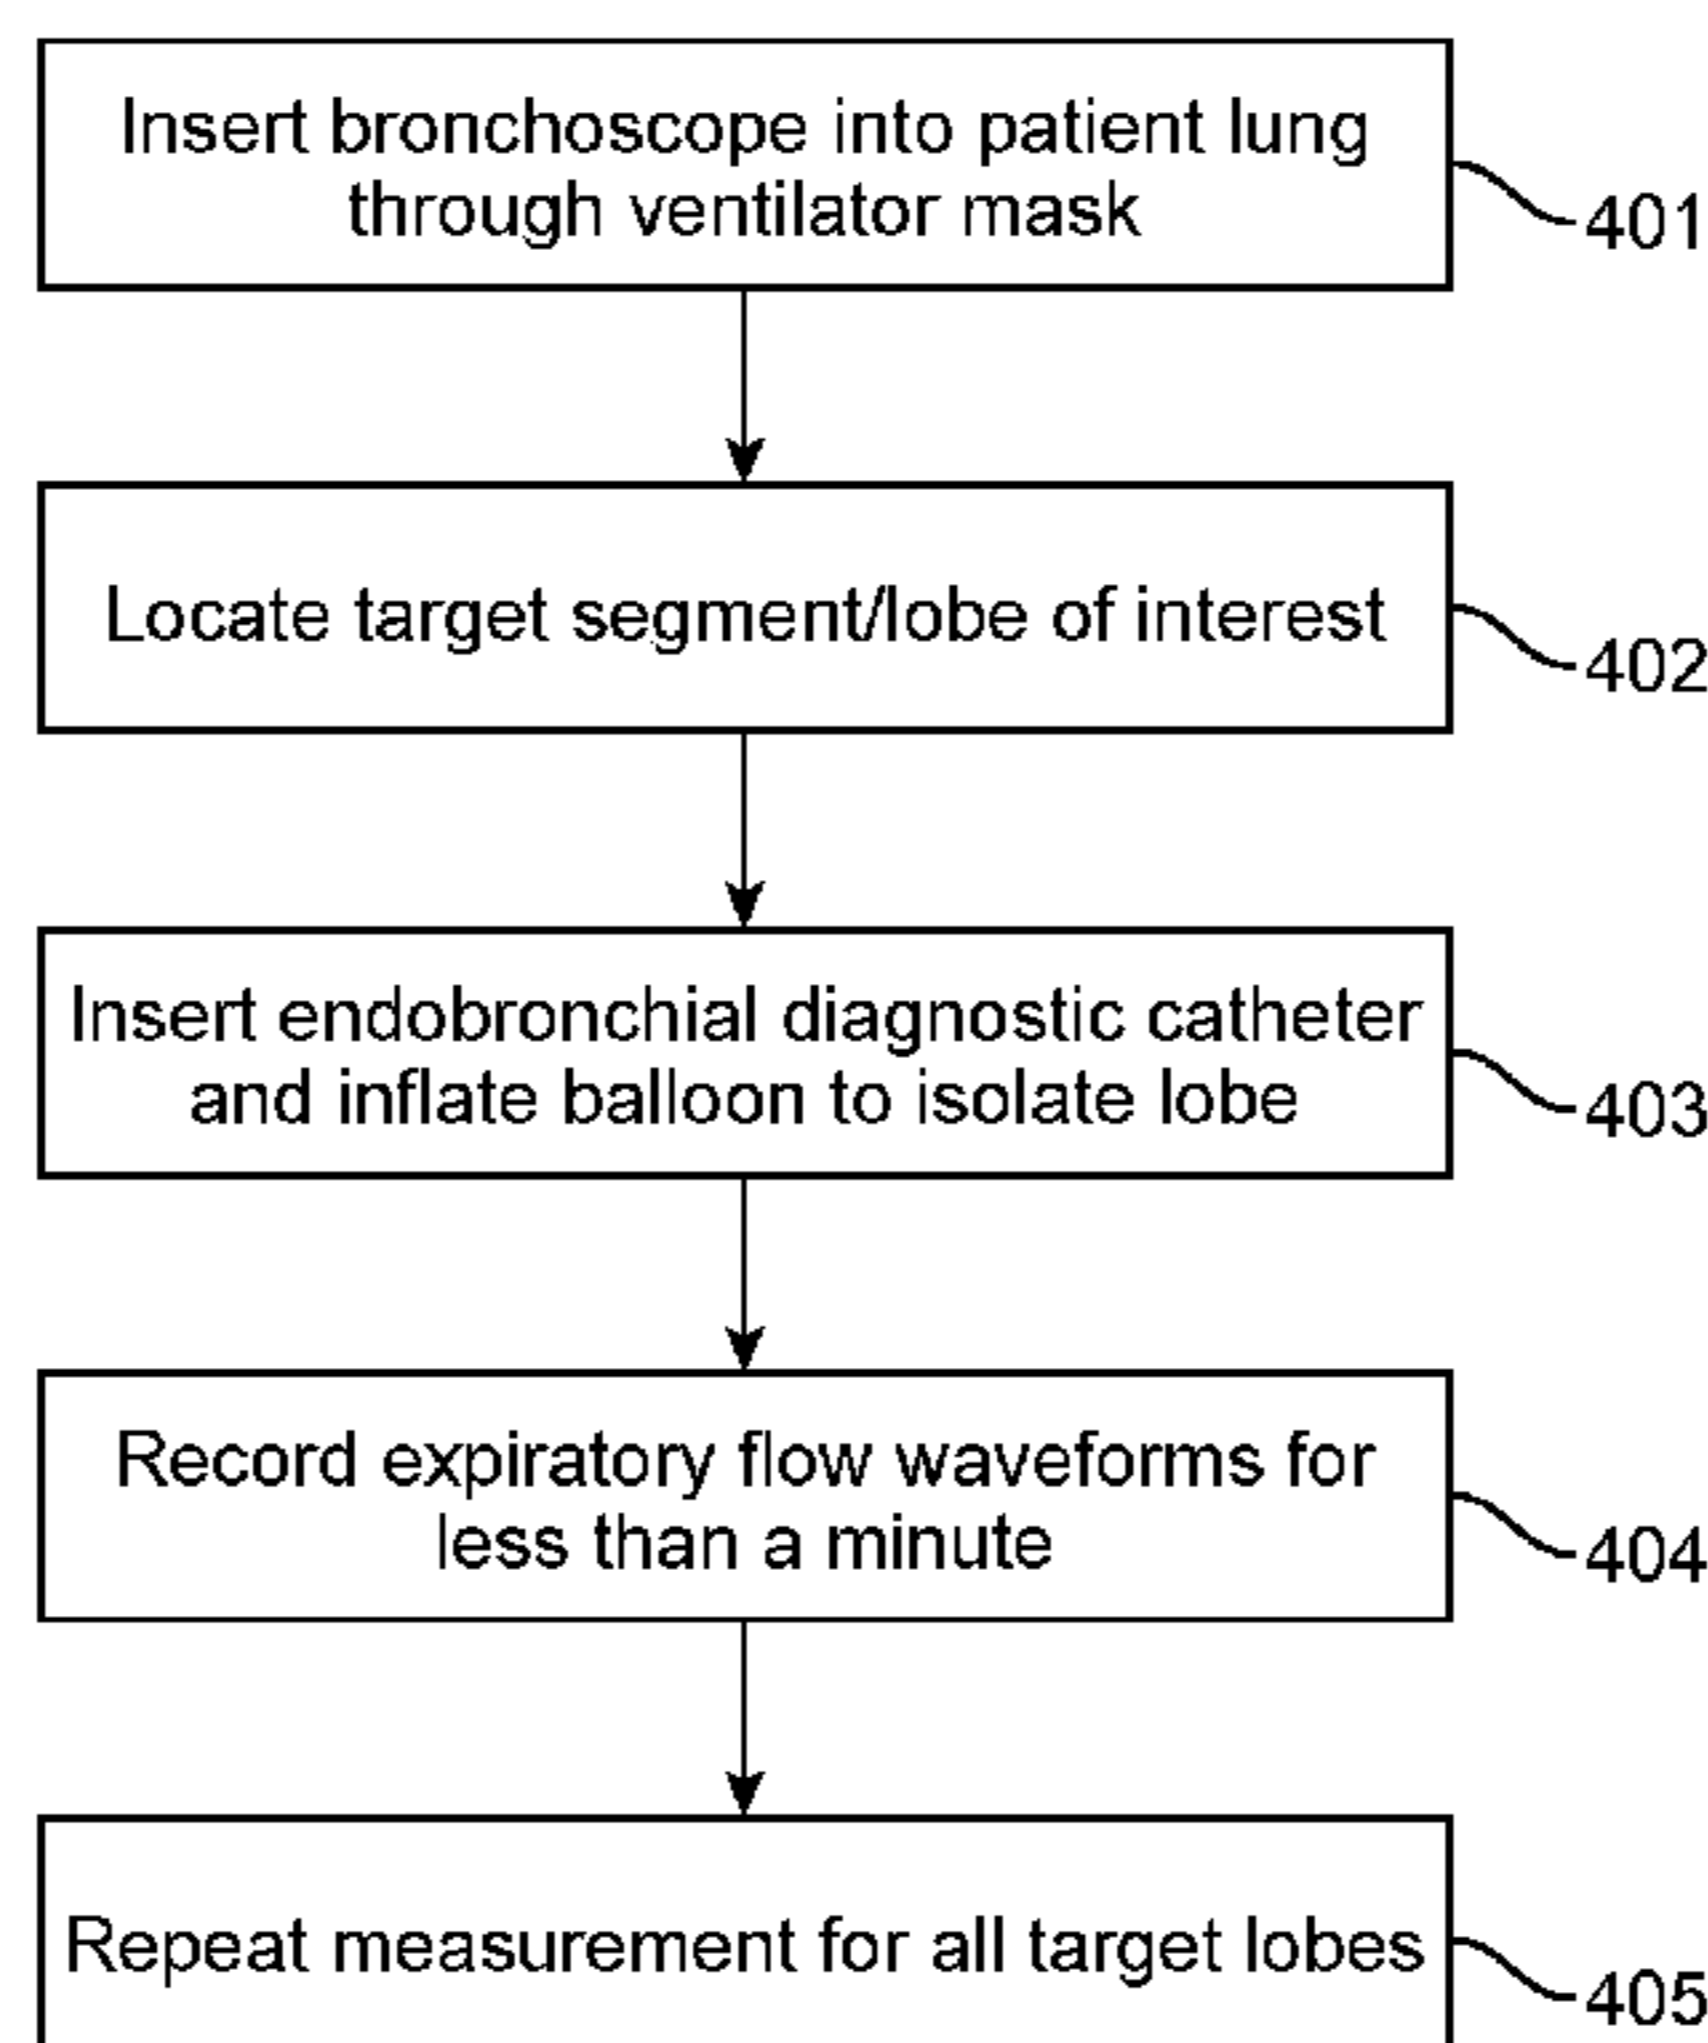 Insert bronchoscope into patient lung
through ventilator mask
401
Locate target segment/lobe of interest
402
Insert endobronchial diagnostic catheter
and inflate balloon to isolate lobe
403
Record expiratory flow waveforms for
less than a minute
404
Repeat measurement for all target lobes
405